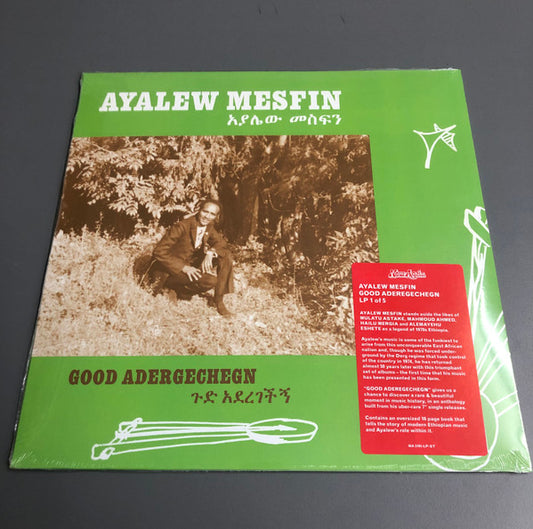 AYALEW MESFIN
አያሌው መስፍን
Now-Again
AYALEW MESFIN
GOOD ADEREGECHEGN
LP 1 of 5
AYALEW MESFIN stands aside the likes of
MULATU ASTAKE, MAHMOUD AHMED,
HAILU MERGIA and ALEMAYEHU
ESHETE as a legend of 1970s Ethiopia.
Ayalew's music is some of the funkiest to
arise from this unconquerable East African
nation and, though he was forced under-
ground by the Derg regime that took control
of the country in 1974, he has returned
almost 50 years later with this triumphant
set of albums - the first time that his music
has been presented in this form.
"GOOD ADEREGECHEGN" gives us a
chance to discover a rare & beautiful
moment in music history, in an anthology
built from his uber-rare 7" single releases.
Contains an oversized 16 page book that
tells the story of modern Ethiopian music
and Ayalew's role within it.
GOOD ADERGECHEGN
ጉድ አደረገችኝ